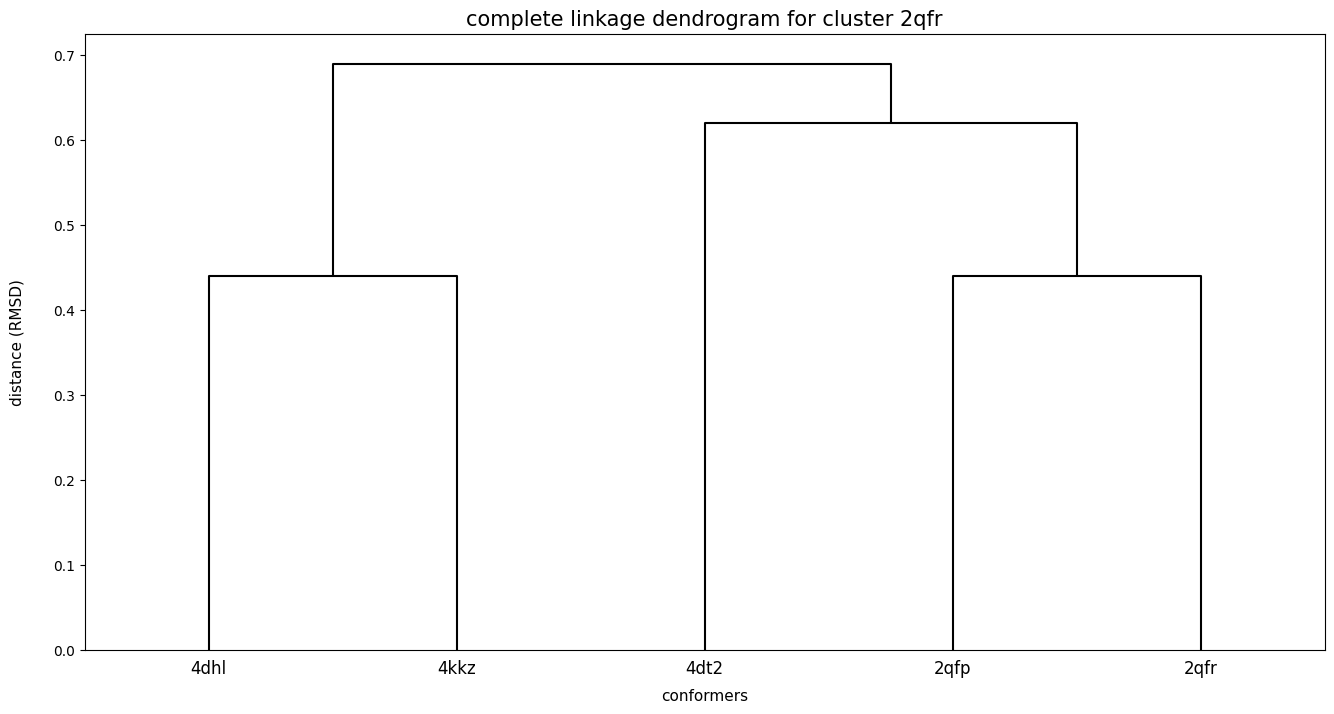 complete linkage dendrogram for cluster 2qfr
0.7
0.6
0.5
0.4
0.3
0.2
0.1
0.0
distance (RMSD)
4dhl 4kkz 4dt2 2qfp 2qfr
conformers